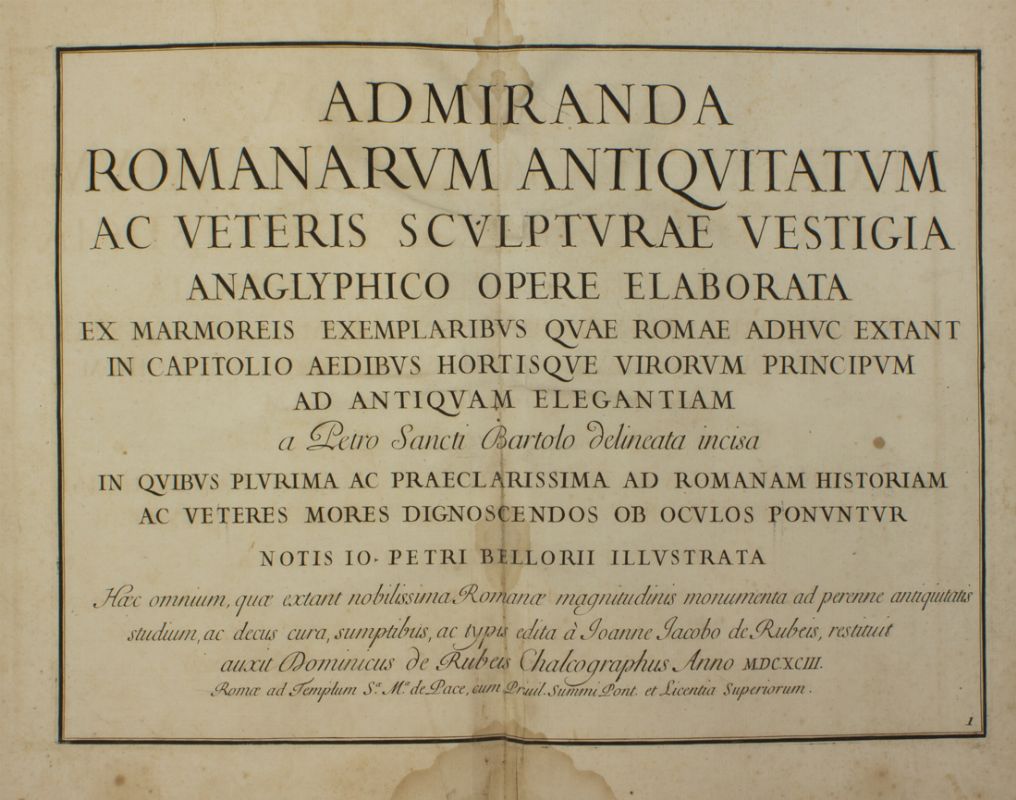 ADMIRANDA
ROMANARVM ANTIQVITATVM
AC VETERIS SCVLPTVRAE VESTIGIA
ANAGLYPHICO OPERE ELABORATA
EX MARMOREIS EXEMPLARIBVS QVAE ROMAE ADHVC EXTANT
IN CAPITOLIO AEDIBVS HORTISQVE VIRORVM PRINCIPVM
AD ANTIQVAM ELEGANTIAM
a Petro Sancti Bartolo delineata incisa
IN QVIBVS PLVRIMA AC PRAECLARISSIMA AD ROMANAM HISTORIAM
AC VETERES MORES DIGNOSCENDOS OB OCVLOS PONVNTVR
NOTIS IO. PETRI BELLORII ILLVSTRATA
Hæc omnium, quæ extant nobilissima Romanæ magnitudinis monumenta ad perenne antiquitatis
studium, ac decus cura, sumptibus, ac typis edita à Ioanne Iacobo de Rubeis, restituit
auxit Dominicus de Rubeis Chalcographus Anno MDCXCIII.
Romæ ad Templum S.ᵃ M.ᵃ de Pace, cum Priuil. Summi Pont. et Licentia Superiorum.
1